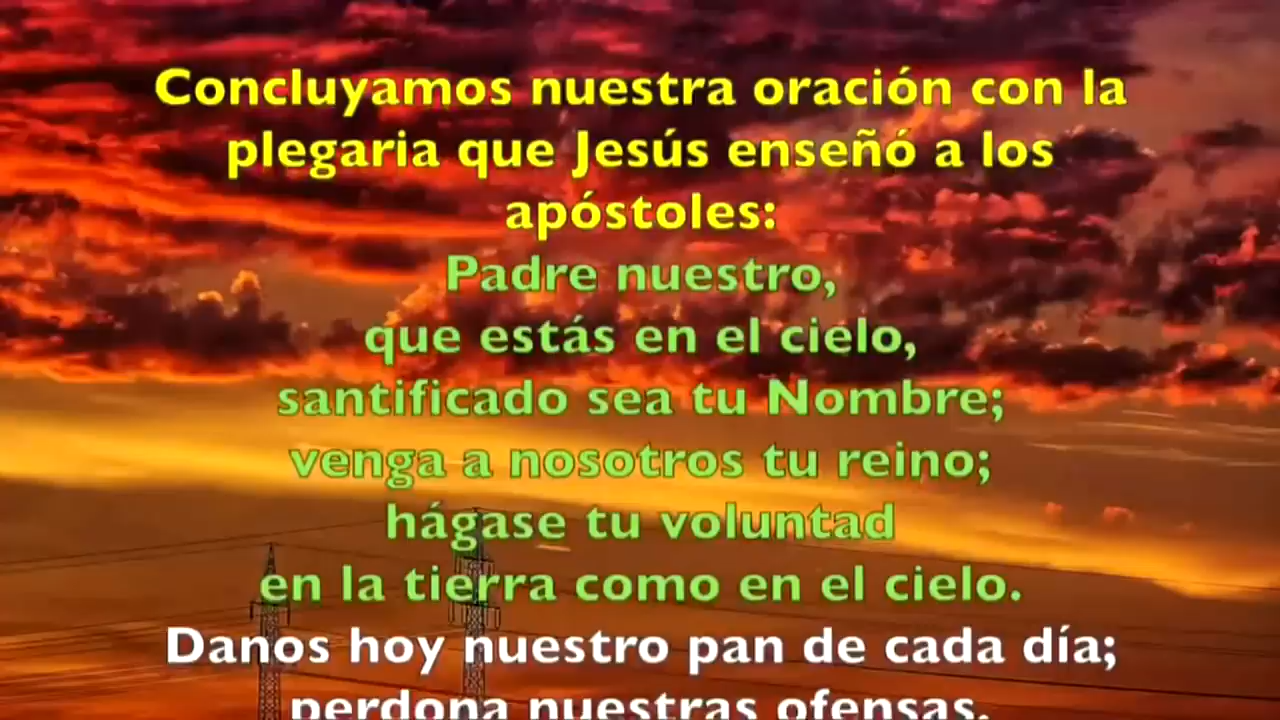 Concluyamos nuestra oración con la
plegaria que Jesús enseñó a los
apóstoles:
Padre nuestro,
que estás en el cielo,
santificado sea tu Nombre;
venga a nosotros tu reino;
hágase tu voluntad
en la tierra como en el cielo.
Danos hoy nuestro pan de cada día;
perdona nuestras ofensas,